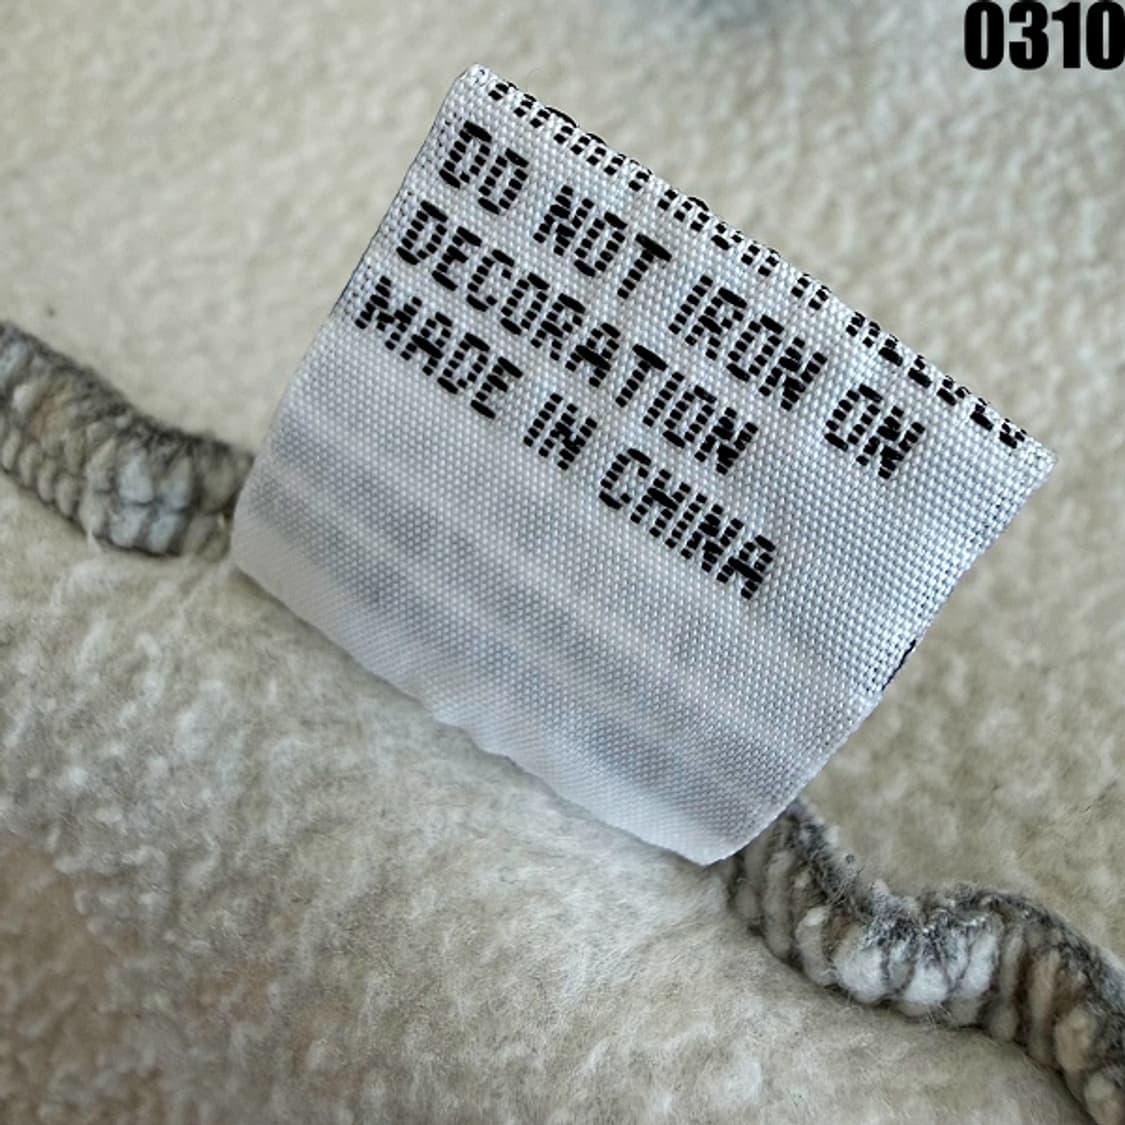 0310
DO NOT IRON ON
DECORATION
MADE IN CHINA